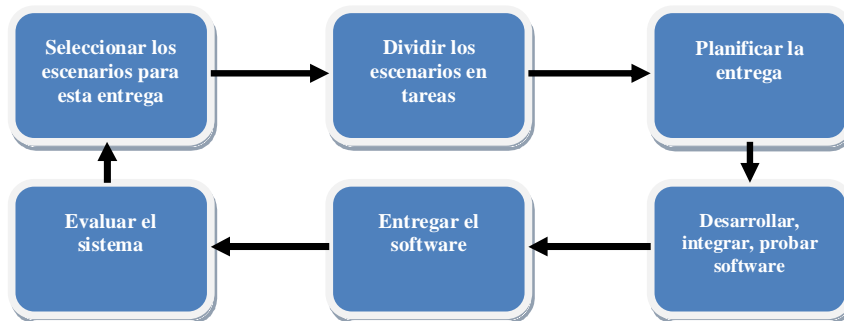 Seleccionar los
escenarios para
esta entrega
Dividir los
escenarios en
tareas
Planificar la
entrega
Evaluar el
sistema
Entregar el
software
Desarrollar,
integrar, probar
software